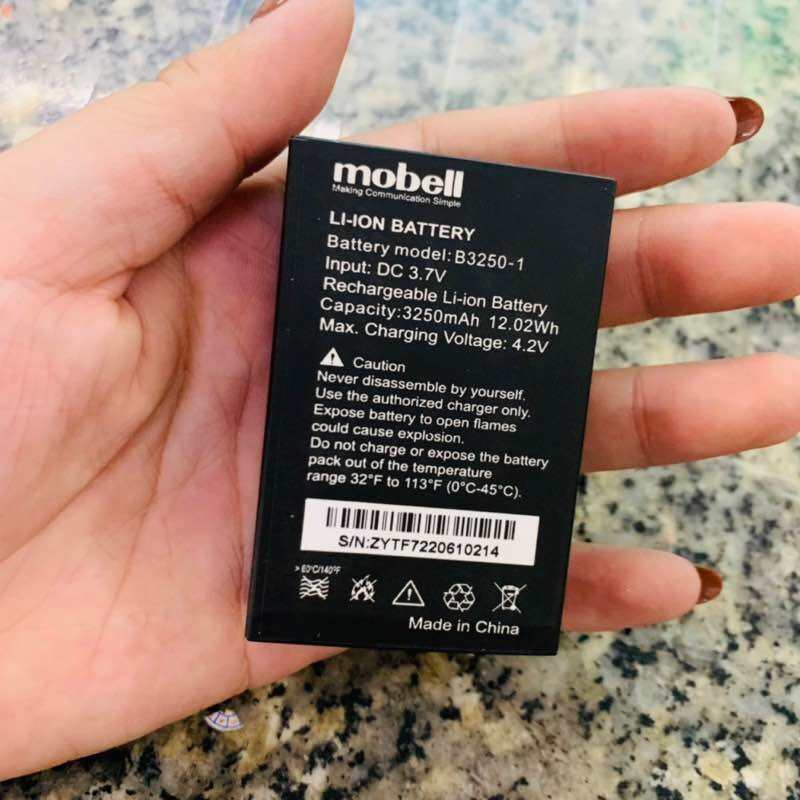 mobell
Making Communication Simple
LI-ION BATTERY
Battery model:B3250-1
Input: DC 3.7V
Rechargeable Li-ion Battery
Capacity:3250mAh 12.02Wh
Max. Charging Voltage: 4.2V
Caution
Never disassemble by yourself.
Use the authorized charger only.
Expose battery to open flames
could cause explosion.
Do not charge or expose the battery
pack out of the temperature
range 32°F to 113°F (0°C-45°C).
S/N:ZYTF7220610214
> 60°C/140°F
Made in China